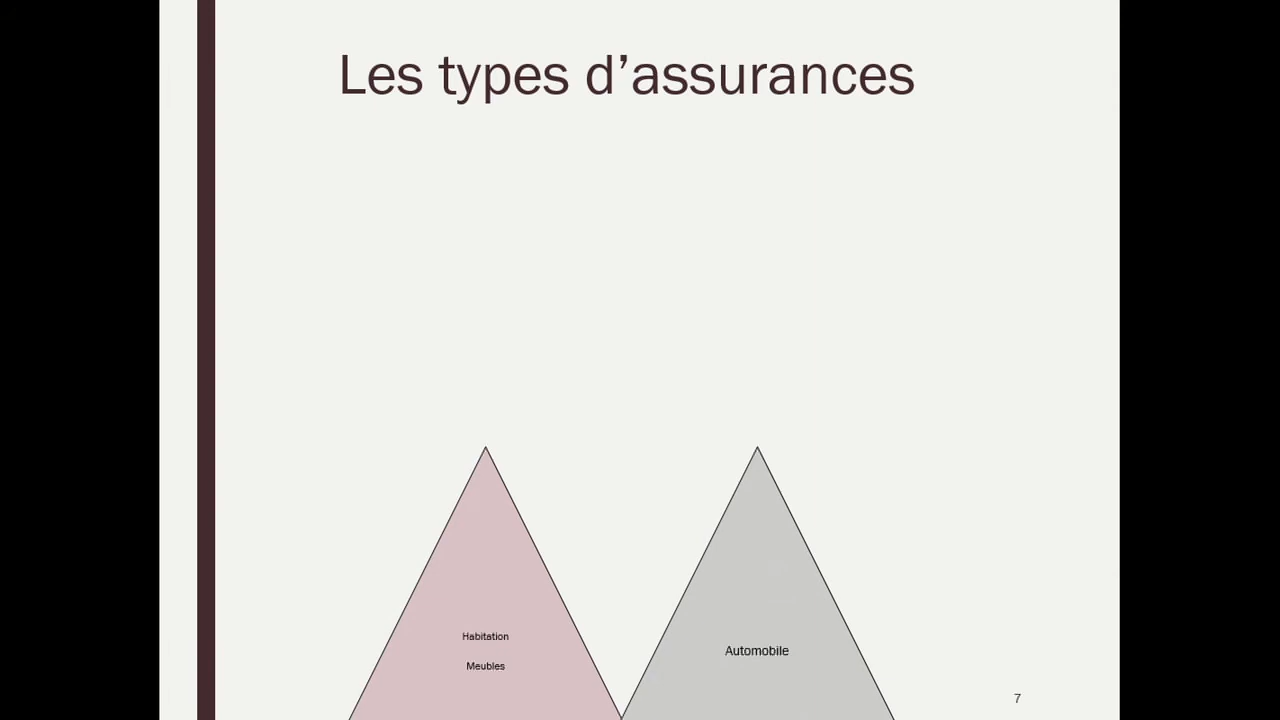 Les types d’assurances
Habitation
Meubles
Automobile
7